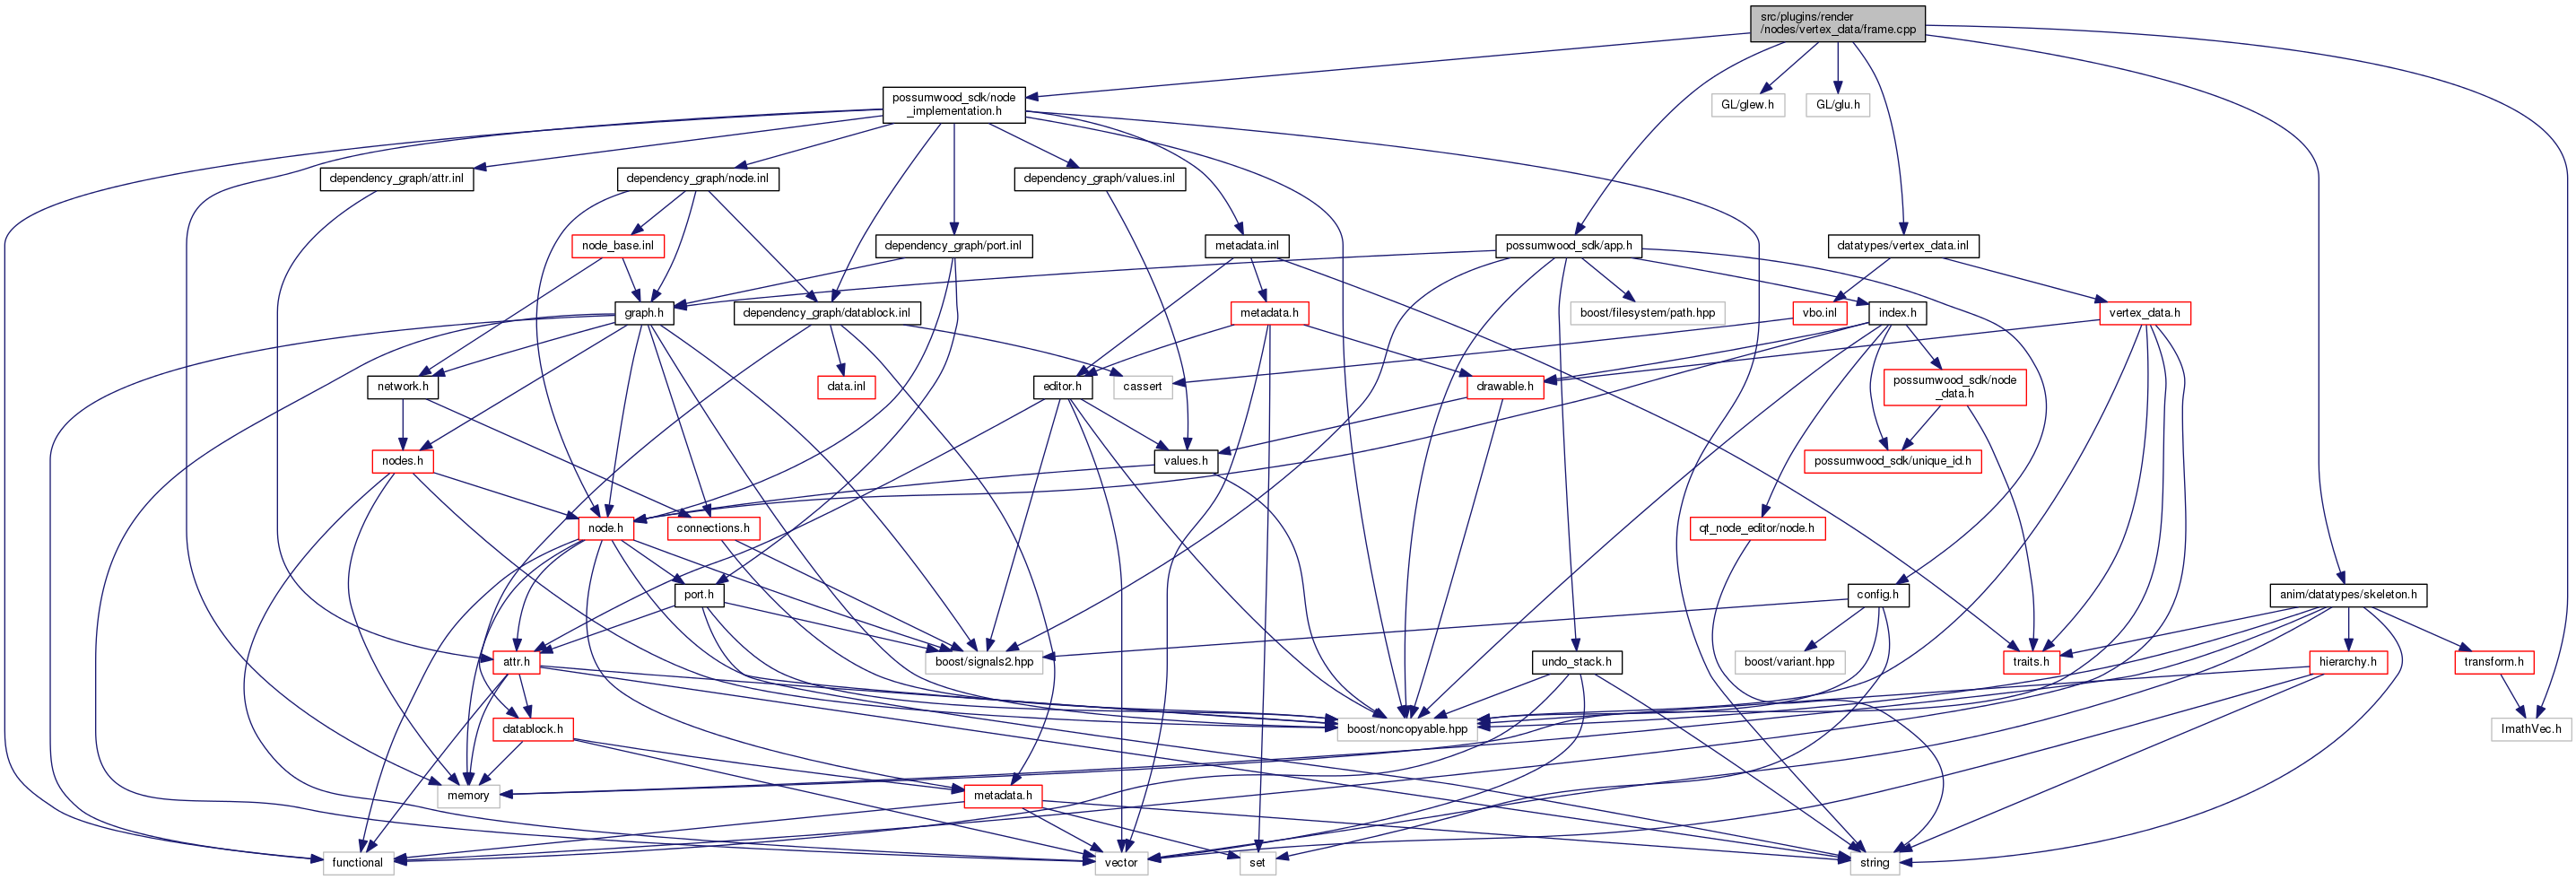 src/plugins/render
/nodes/vertex_data/frame.cpp
possumwood_sdk/node
_implementation.h
GL/glew.h
GL/glu.h
dependency_graph/attr.inl
dependency_graph/node.inl
dependency_graph/values.inl
node_base.inl
dependency_graph/port.inl
metadata.inl
possumwood_sdk/app.h
datatypes/vertex_data.inl
graph.h
dependency_graph/datablock.inl
metadata.h
boost/filesystem/path.hpp
vbo.inl
index.h
vertex_data.h
network.h
data.inl
editor.h
cassert
drawable.h
possumwood_sdk/node
_data.h
nodes.h
values.h
possumwood_sdk/unique_id.h
node.h
connections.h
qt_node_editor/node.h
port.h
config.h
anim/datatypes/skeleton.h
attr.h
boost/signals2.hpp
undo_stack.h
boost/variant.hpp
traits.h
hierarchy.h
transform.h
datablock.h
boost/noncopyable.hpp
ImathVec.h
memory
metadata.h
functional
vector
set
string